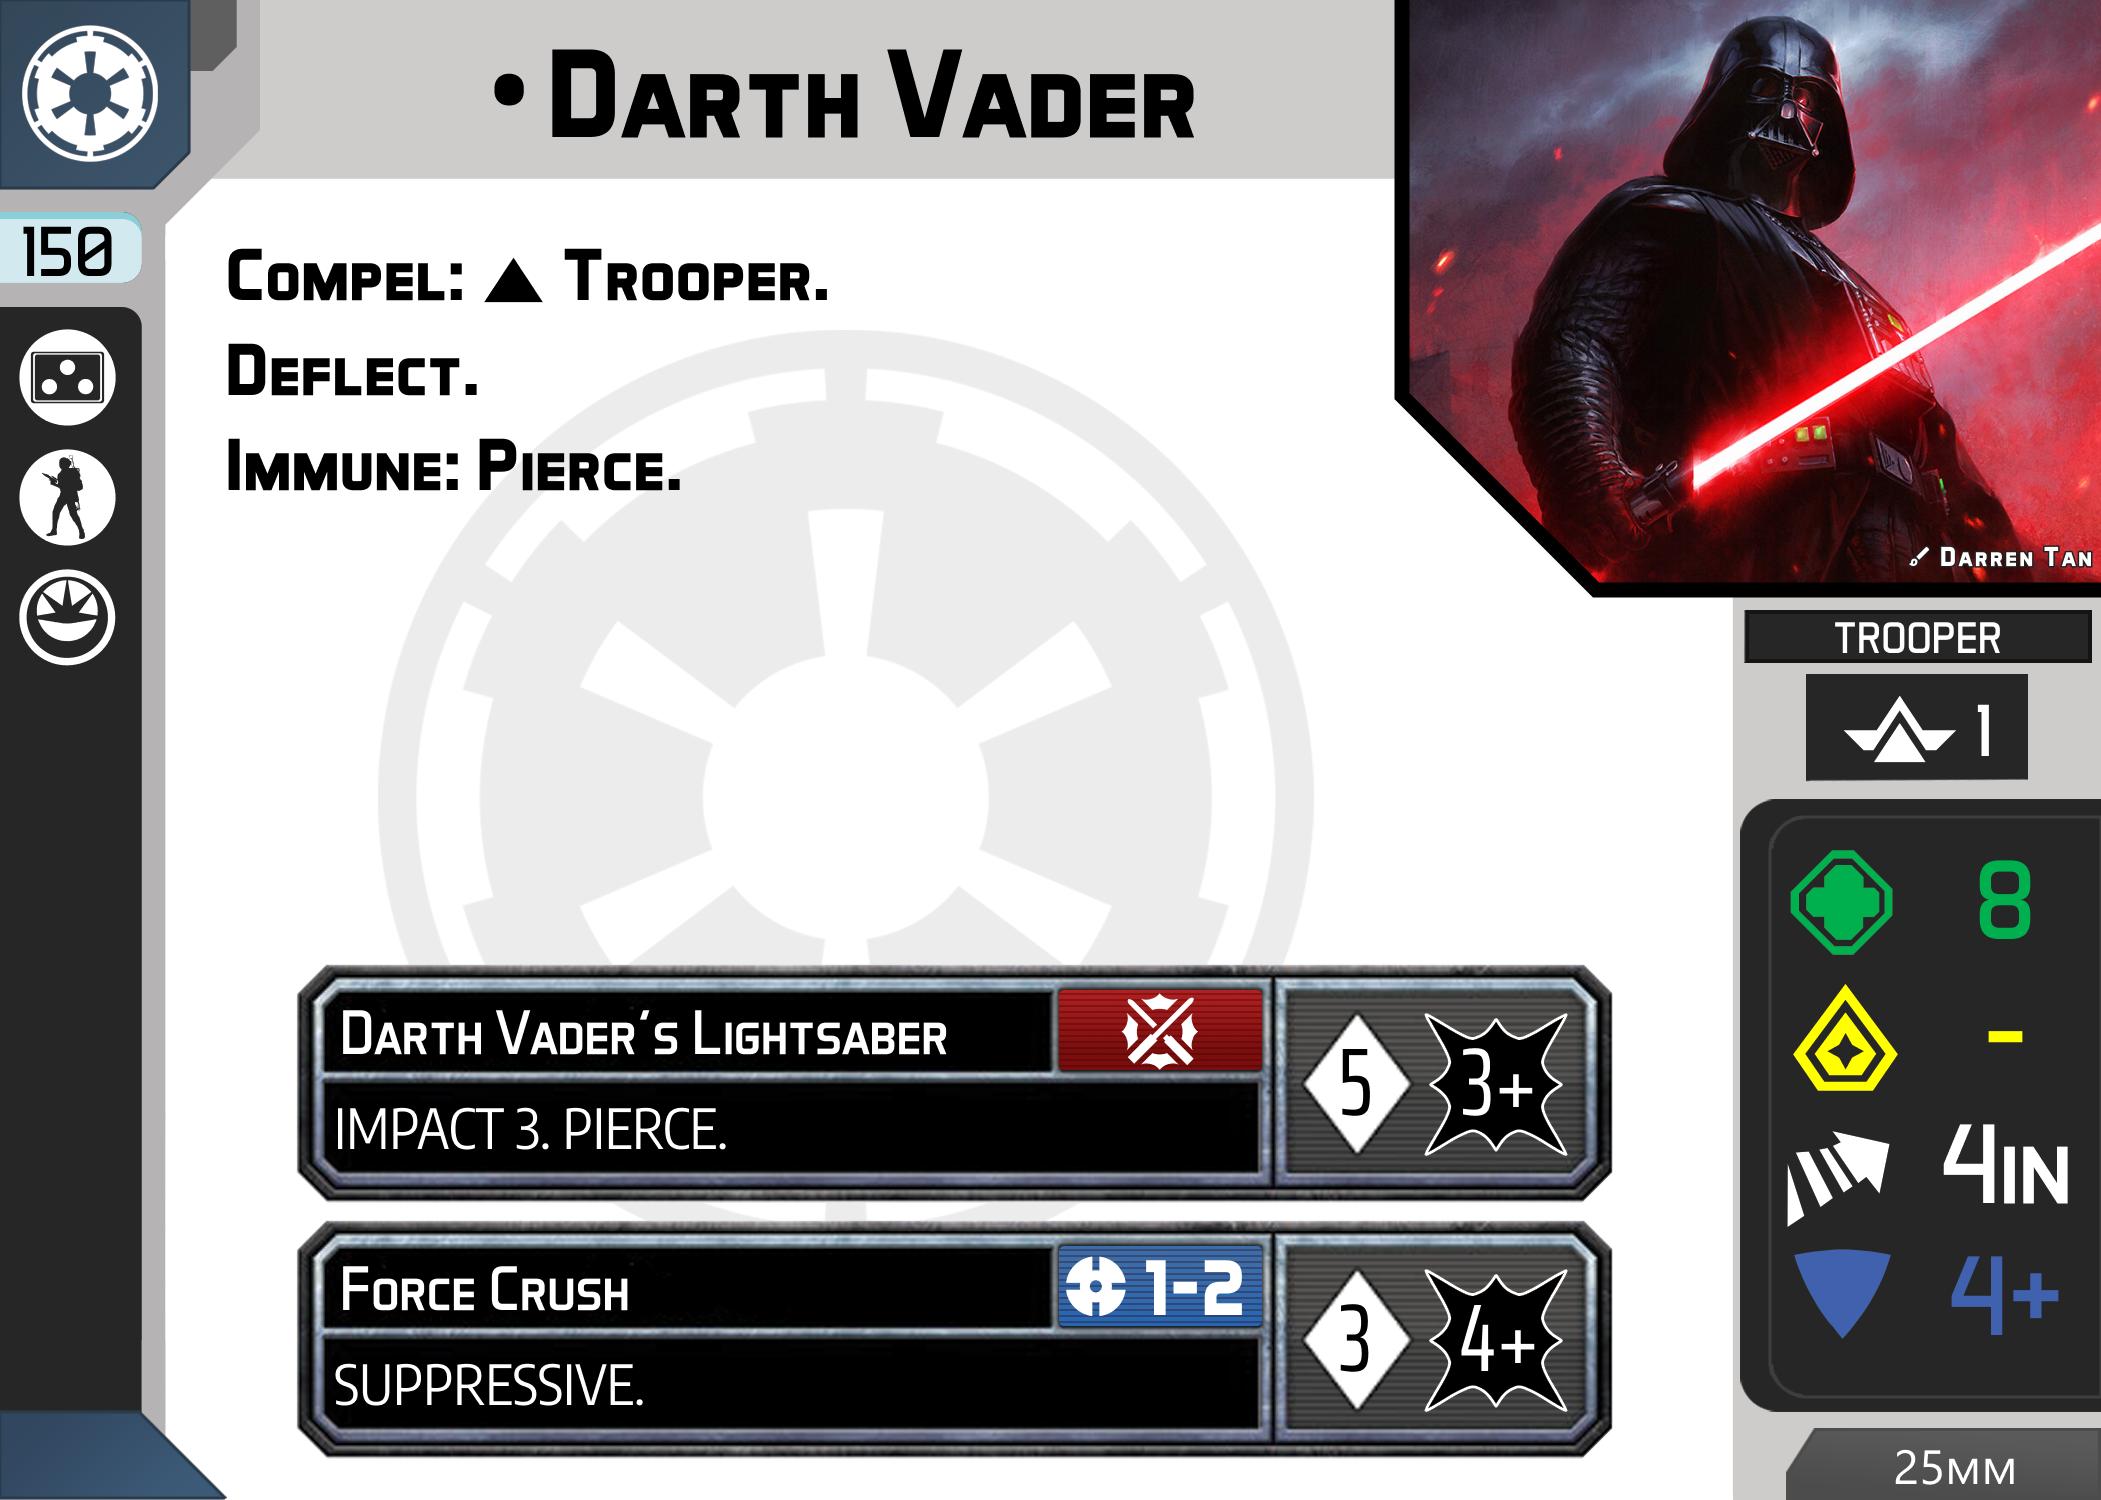 • Darth Vader
150
Compel: ▲ Trooper.
Deflect.
Immune: Pierce.
Darren Tan
TROOPER
1
8
-
4in
4+
Darth Vader's Lightsaber
5 3+
IMPACT 3. PIERCE.
Force Crush 1-2
3 4+
SUPPRESSIVE.
25mm